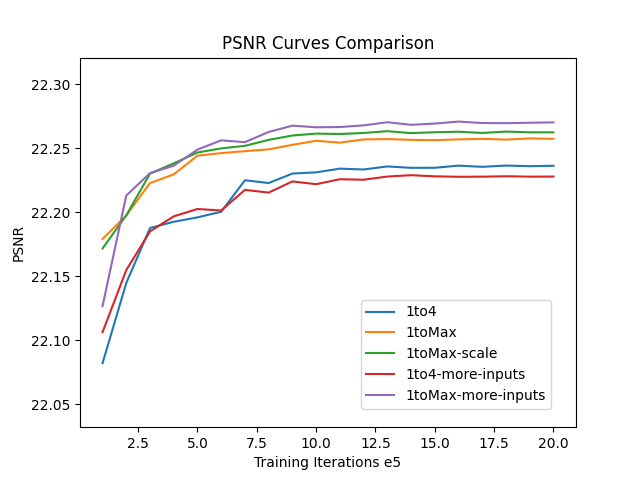 PSNR Curves Comparison
PSNR
22.30
22.25
22.20
22.15
22.10
22.05
1to4
1toMax
1toMax-scale
1to4-more-inputs
1toMax-more-inputs
2.5 5.0 7.5 10.0 12.5 15.0 17.5 20.0
Training Iterations e5